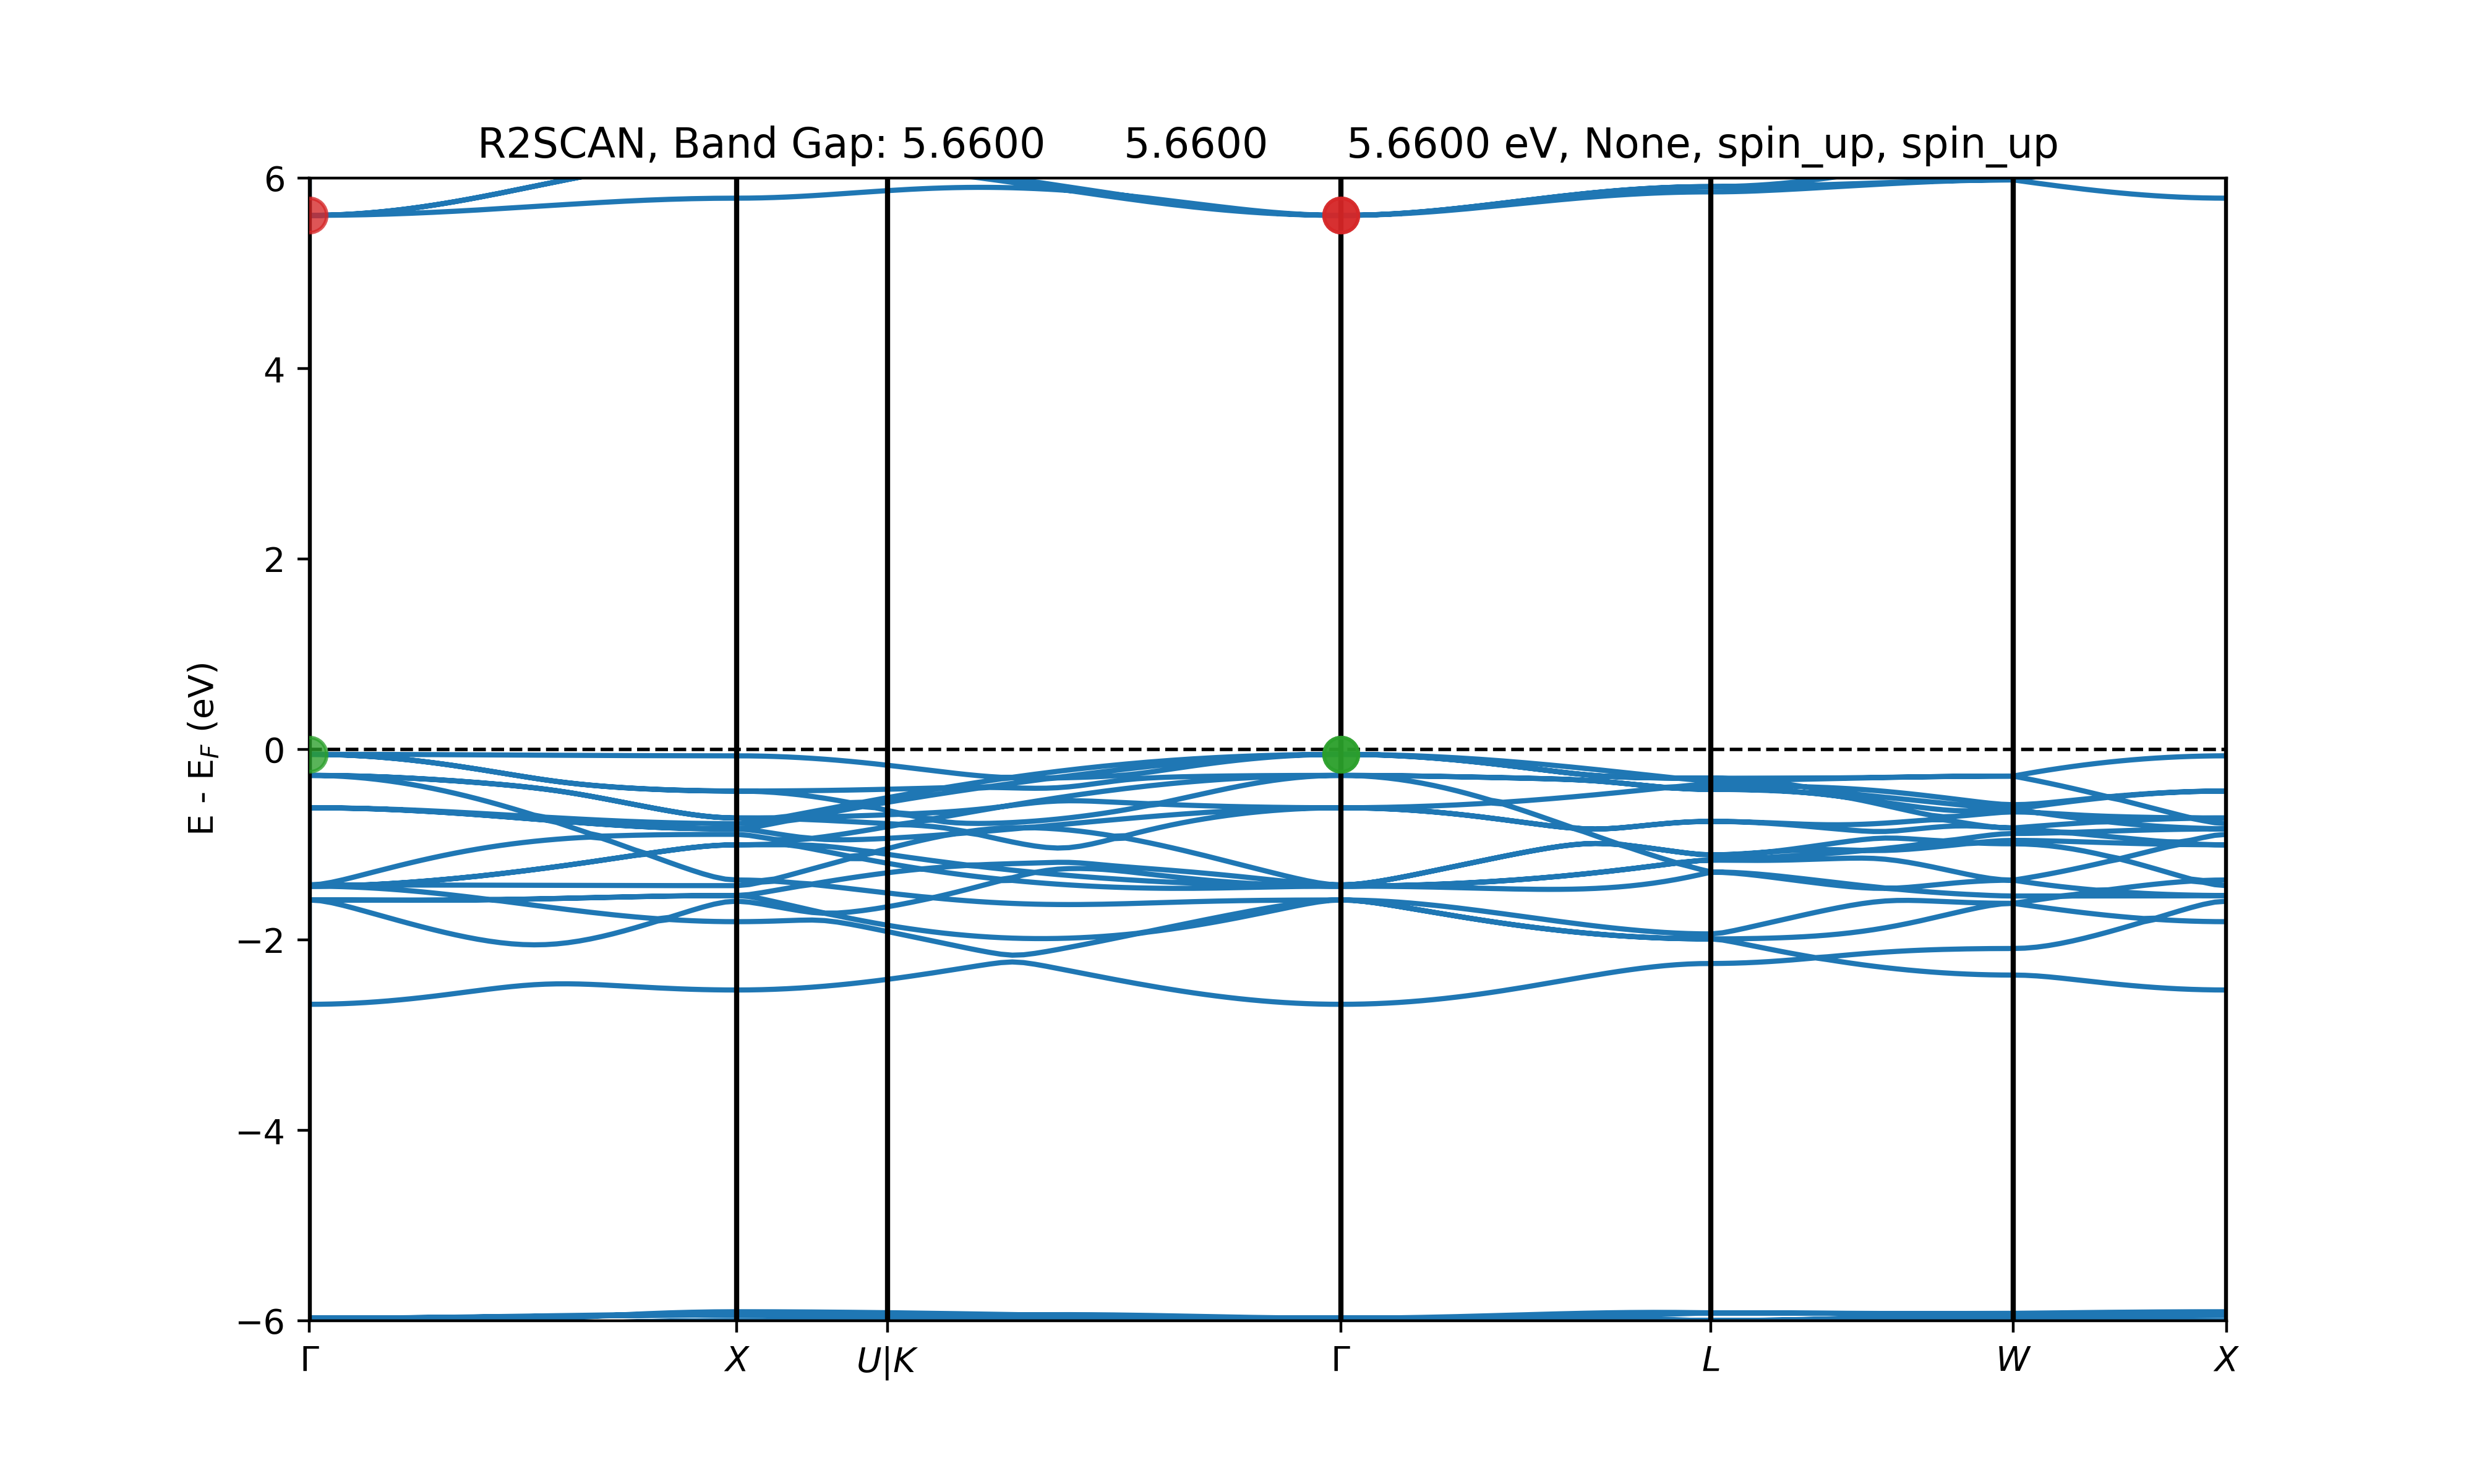 R2SCAN, Band Gap: 5.6600 5.6600 5.6600 eV, None, spin_up, spin_up
E - E_F (eV)
6
4
2
0
−2
−4
−6
Γ X U|K Γ L W X